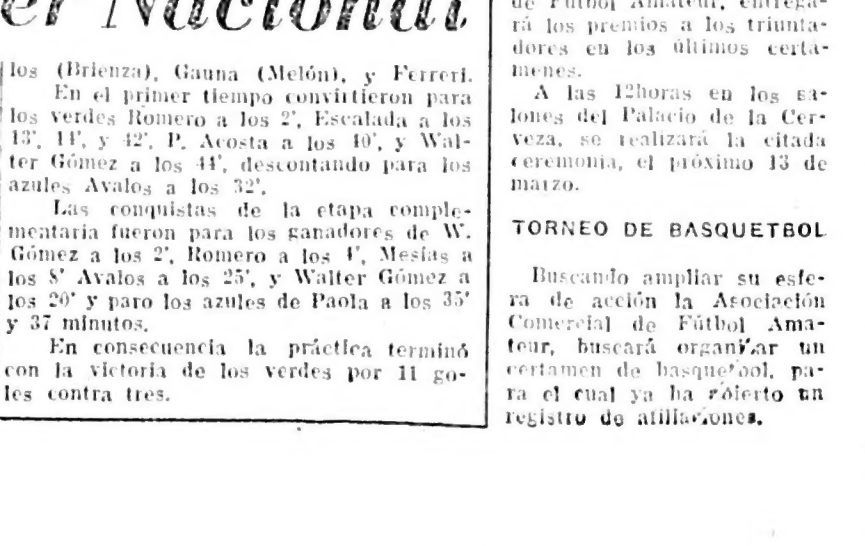 er Nacional
los (Brienza), Gauna (Melón), y Ferreri.
En el primer tiempo convirtieron para
los verdes Romero a los 2', Escalada a los
13', 14', y 42', P. Acosta a los 40', y Wal-
ter Gómez a los 44', descontando para los
azules Avalos a los 32'.
Las conquistas de la etapa comple-
mentaria fueron para los ganadores de W.
Gómez a los 2', Romero a los 4', Mesías a
los 8' Avalos a los 25', y Walter Gómez a
los 20' y paro los azules de Paola a los 35'
y 37 minutos.
En consecuencia la práctica terminó
con la victoria de los verdes por 11 go-
les contra tres.
de Fútbol Amateur, entrega-
rá los premios a los triunfa-
dores en los últimos certá-
menes.
A las 12horas en los sa-
lones del Palacio de la Cer-
veza, se realizará la citada
ceremonia, el próximo 13 de
marzo.
TORNEO DE BASQUETBOL
Buscando ampliar su esfe-
ra de acción la Asociación
Comercial de Fútbol Ama-
teur, buscará organizar un
certamen de basquetbol, pa-
ra el cual ya ha abierto un
registro de afiliaciones.